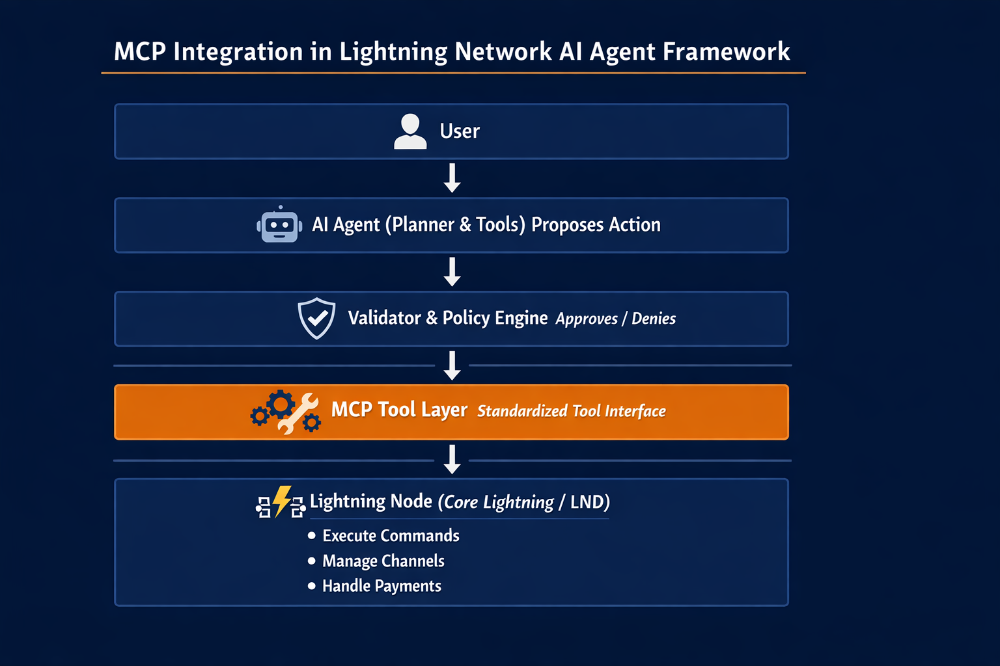 MCP Integration in Lightning Network AI Agent Framework
User
AI Agent (Planner & Tools) Proposes Action
Validator & Policy Engine Approves / Denies
MCP Tool Layer Standardized Tool Interface
Lightning Node (Core Lightning / LND)
• Execute Commands
• Manage Channels
• Handle Payments